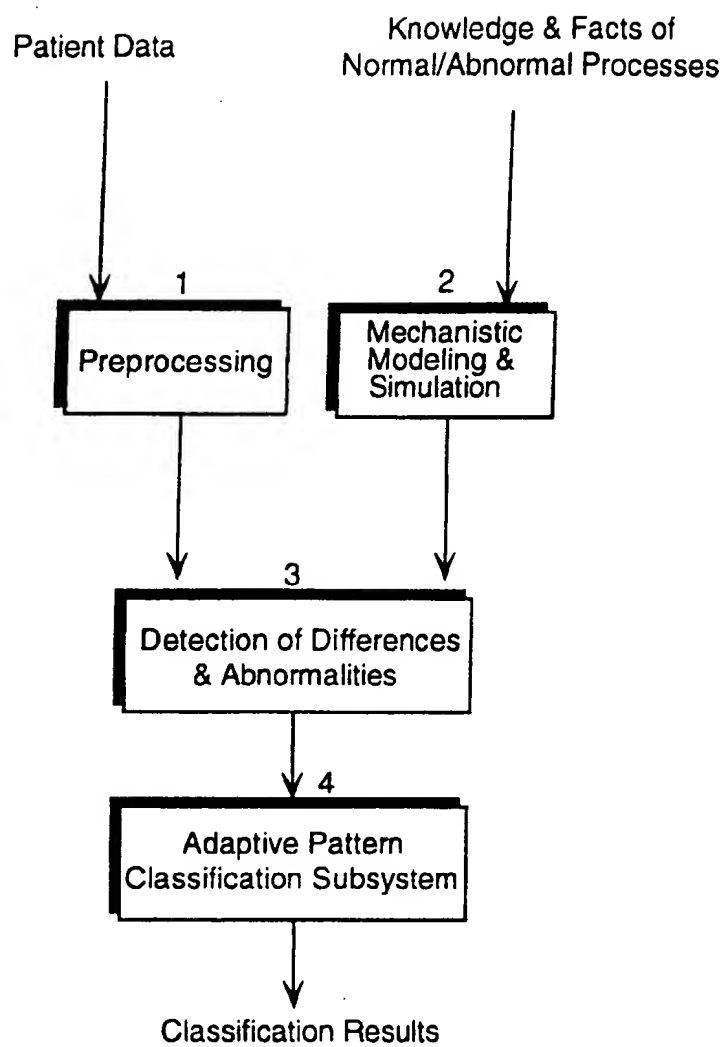 Patient Data
Knowledge & Facts of
Normal/Abnormal Processes
1
Preprocessing
2
Mechanistic
Modeling &
Simulation
3
Detection of Differences
& Abnormalities
4
Adaptive Pattern
Classification Subsystem
Classification Results